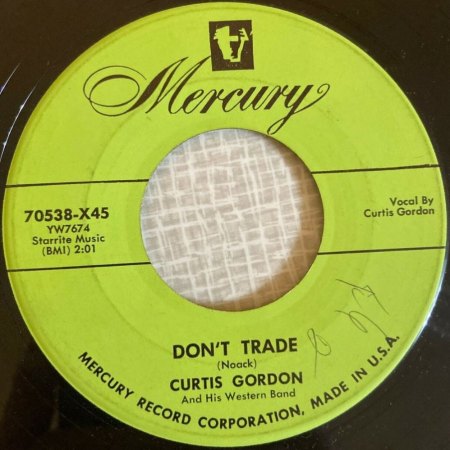 Mercury
70538-X45
YW7674
Starrite Music
(BMI) 2:01
Vocal By
Curtis Gordon
DON'T TRADE
(Noack)
CURTIS GORDON
And His Western Band
MERCURY RECORD CORPORATION, MADE IN U.S.A.